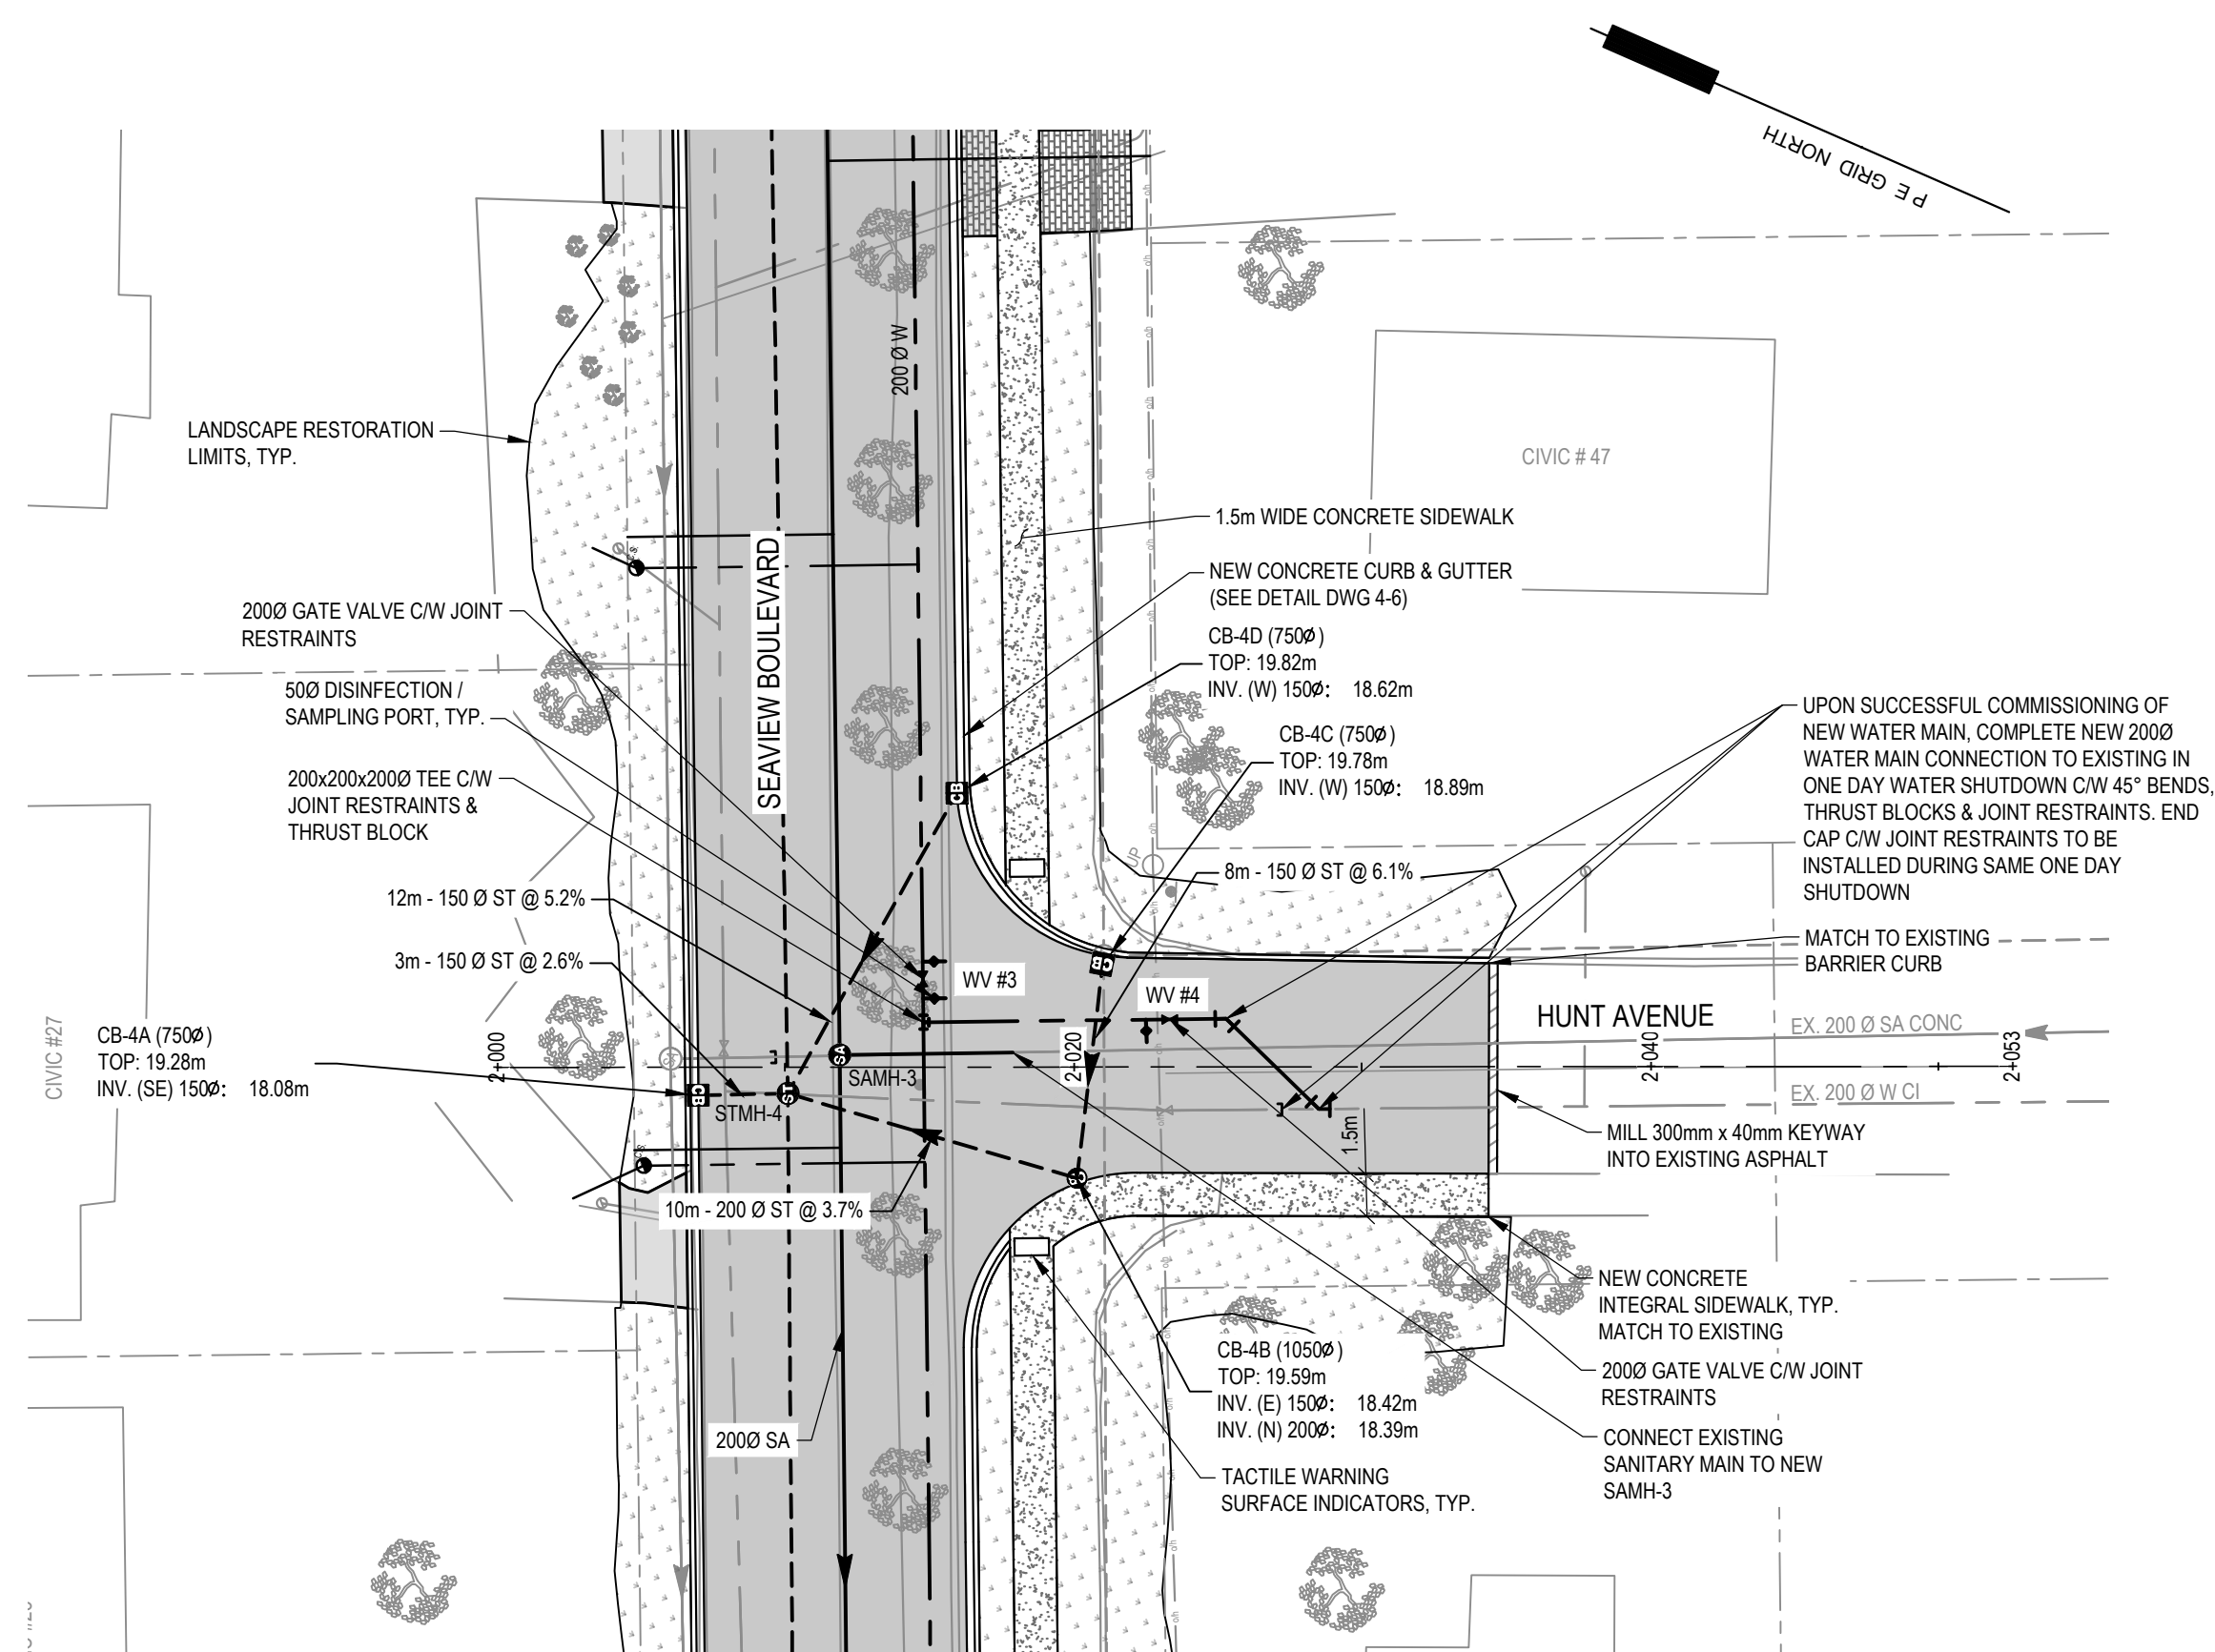 P E GRID NORTH
200 Ø W
LANDSCAPE RESTORATION
LIMITS, TYP.
CIVIC # 47
1.5m WIDE CONCRETE SIDEWALK
SEAVIEW BOULEVARD
NEW CONCRETE CURB & GUTTER
(SEE DETAIL DWG 4-6)
200Ø GATE VALVE C/W JOINT
RESTRAINTS
CB-4D (750Ø)
TOP: 19.82m
INV. (W) 150Ø: 18.62m
50Ø DISINFECTION /
SAMPLING PORT, TYP.
CB-4C (750Ø)
TOP: 19.78m
INV. (W) 150Ø: 18.89m
UPON SUCCESSFUL COMMISSIONING OF
NEW WATER MAIN, COMPLETE NEW 200Ø
WATER MAIN CONNECTION TO EXISTING IN
ONE DAY WATER SHUTDOWN C/W 45° BENDS,
THRUST BLOCKS & JOINT RESTRAINTS. END
CAP C/W JOINT RESTRAINTS TO BE
INSTALLED DURING SAME ONE DAY
SHUTDOWN
200x200x200Ø TEE C/W
JOINT RESTRAINTS &
THRUST BLOCK
CB
UP
8m - 150 Ø ST @ 6.1%
12m - 150 Ø ST @ 5.2%
3m - 150 Ø ST @ 2.6%
MATCH TO EXISTING
BARRIER CURB
CB
WV #3
WV #4
HUNT AVENUE
EX. 200 Ø SA CONC
CIVIC #27
CB-4A (750Ø)
TOP: 19.28m
INV. (SE) 150Ø: 18.08m
2+000
SA
SAMH-3
2+020
2+040
2+053
CB
ST
STMH-4
EX. 200 Ø W CI
1.5m
MILL 300mm x 40mm KEYWAY
INTO EXISTING ASPHALT
CB
10m - 200 Ø ST @ 3.7%
NEW CONCRETE
INTEGRAL SIDEWALK, TYP.
MATCH TO EXISTING
CB-4B (1050Ø)
TOP: 19.59m
INV. (E) 150Ø: 18.42m
INV. (N) 200Ø: 18.39m
200Ø GATE VALVE C/W JOINT
RESTRAINTS
200Ø SA
CONNECT EXISTING
SANITARY MAIN TO NEW
SAMH-3
TACTILE WARNING
SURFACE INDICATORS, TYP.